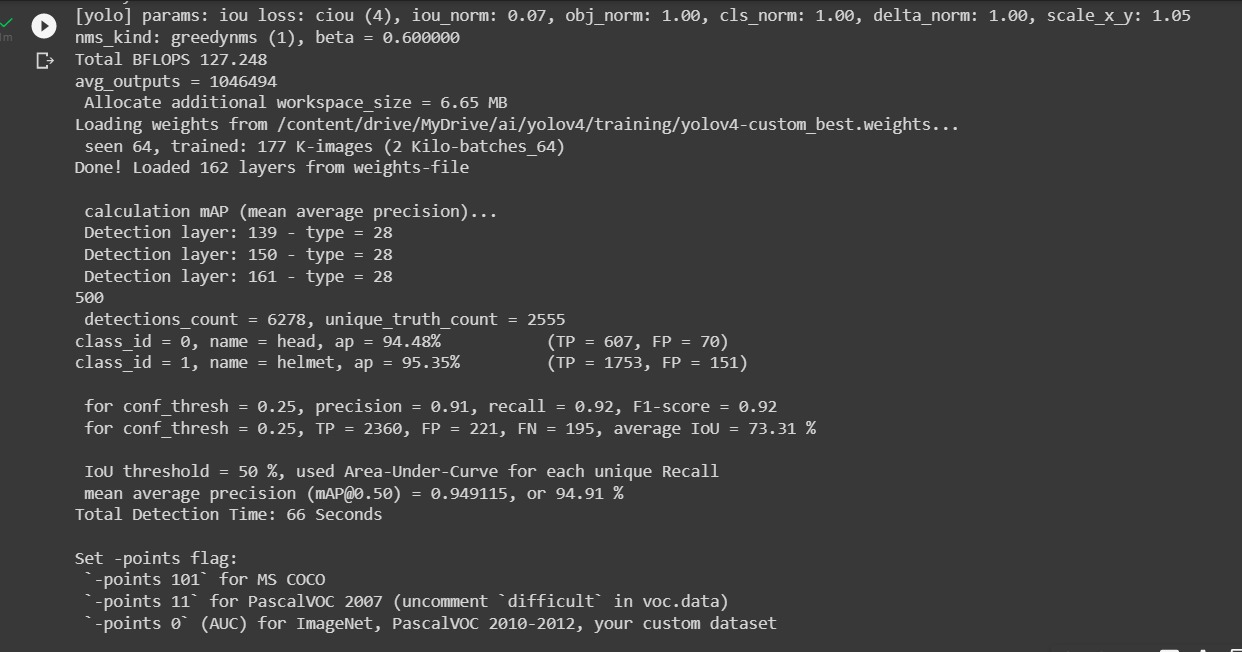 [yolo] params: iou loss: ciou (4), iou_norm: 0.07, obj_norm: 1.00, cls_norm: 1.00, delta_norm: 1.00, scale_x_y: 1.05
nms_kind: greedynms (1), beta = 0.600000
Total BFLOPS 127.248
avg_outputs = 1046494
Allocate additional workspace_size = 6.65 MB
Loading weights from /content/drive/MyDrive/ai/yolov4/training/yolov4-custom_best.weights...
seen 64, trained: 177 K-images (2 Kilo-batches_64)
Done! Loaded 162 layers from weights-file
calculation mAP (mean average precision)...
Detection layer: 139 - type = 28
Detection layer: 150 - type = 28
Detection layer: 161 - type = 28
500
detections_count = 6278, unique_truth_count = 2555
class_id = 0, name = head, ap = 94.48% (TP = 607, FP = 70)
class_id = 1, name = helmet, ap = 95.35% (TP = 1753, FP = 151)
for conf_thresh = 0.25, precision = 0.91, recall = 0.92, F1-score = 0.92
for conf_thresh = 0.25, TP = 2360, FP = 221, FN = 195, average IoU = 73.31 %
IoU threshold = 50 %, used Area-Under-Curve for each unique Recall
mean average precision (mAP@0.50) = 0.949115, or 94.91 %
Total Detection Time: 66 Seconds
Set -points flag:
`-points 101` for MS COCO
`-points 11` for PascalVOC 2007 (uncomment `difficult` in voc.data)
`-points 0` (AUC) for ImageNet, PascalVOC 2010-2012, your custom dataset